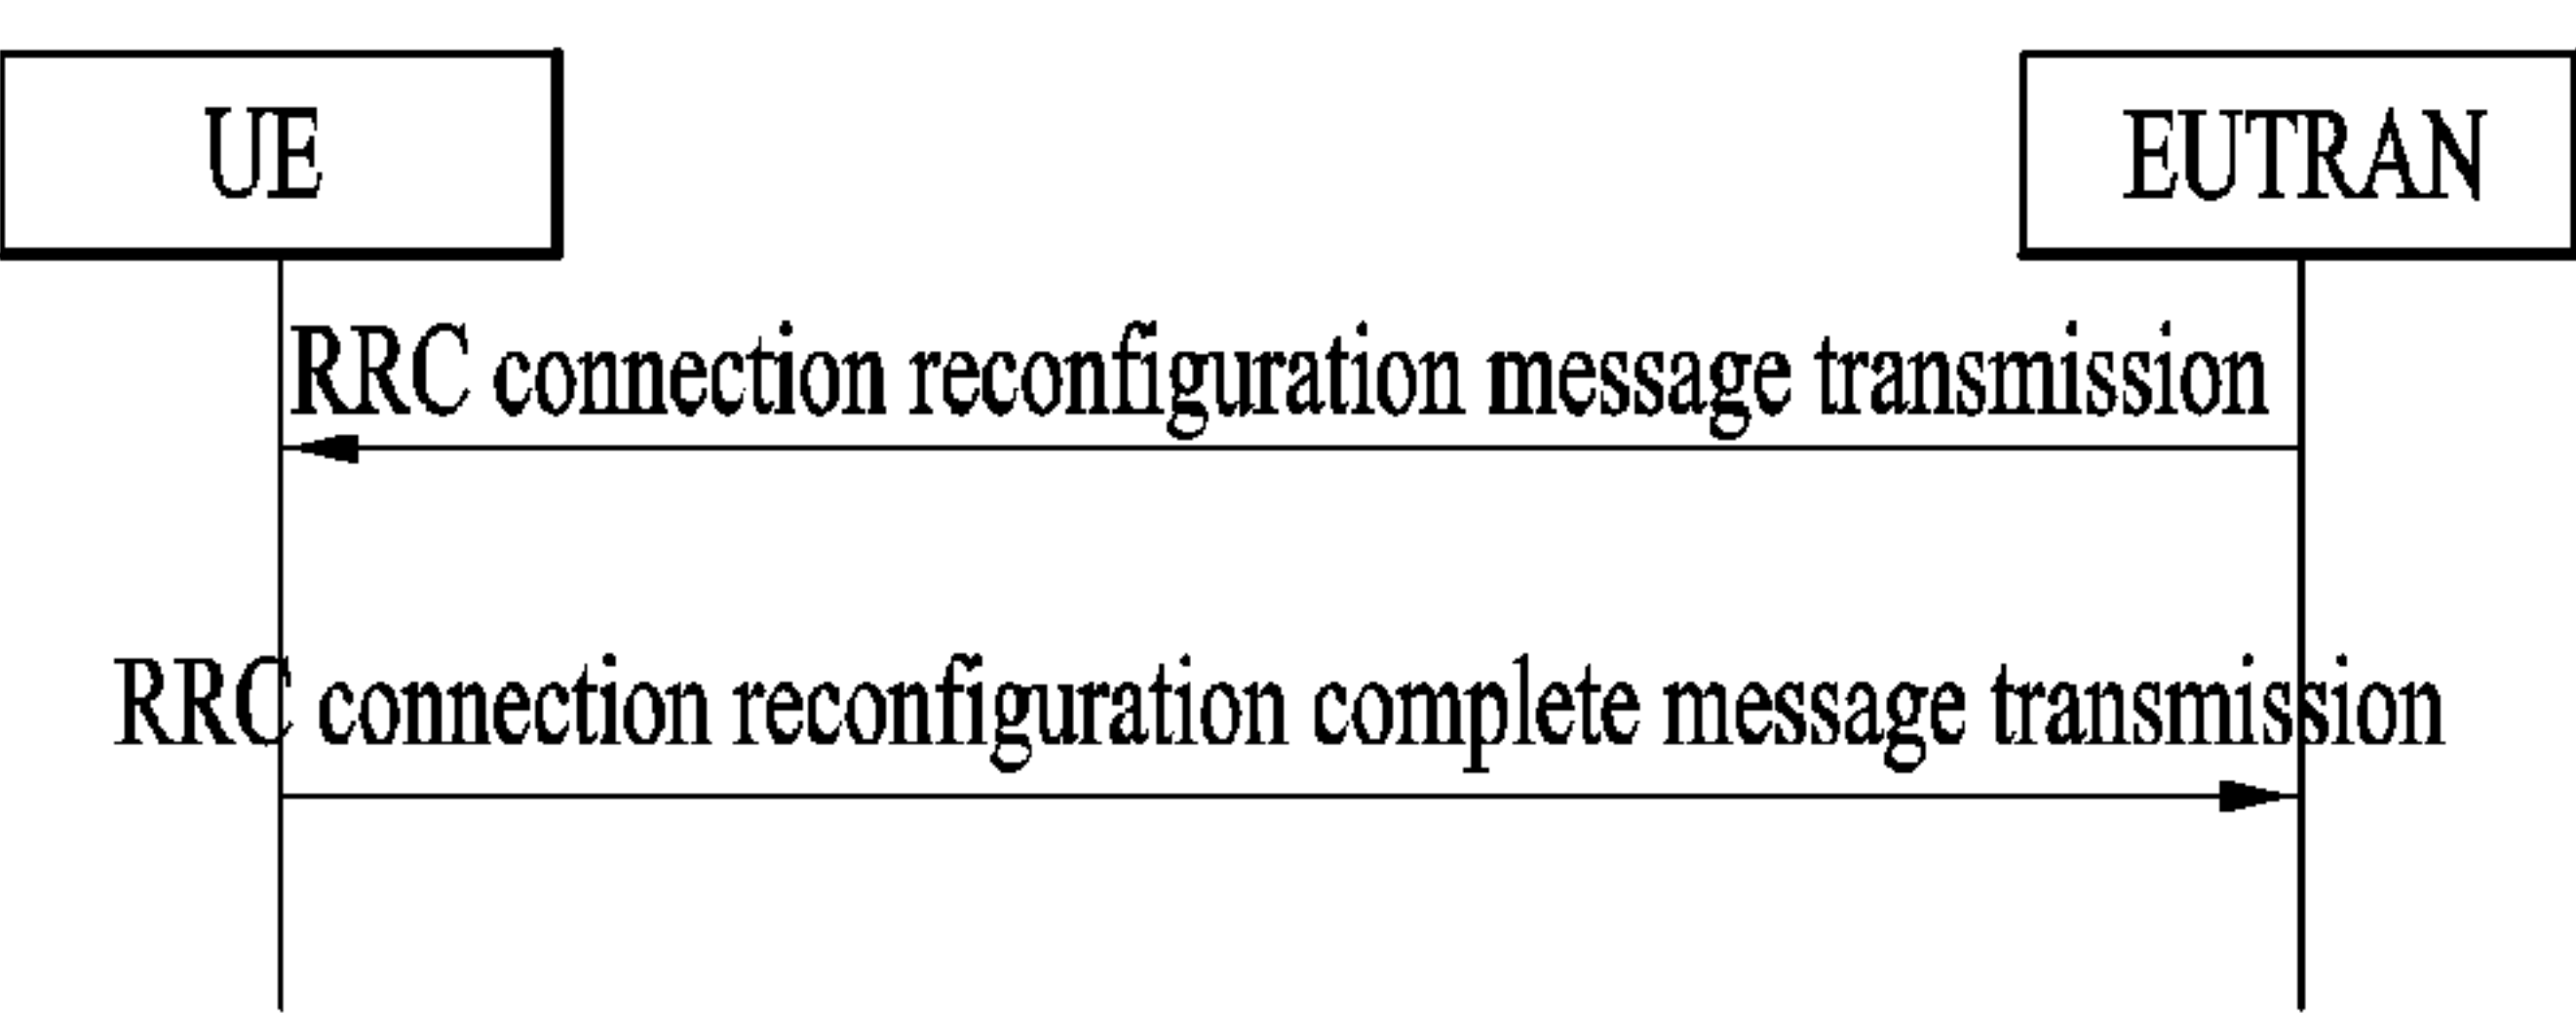 UE
EUTRAN
RRC connection reconfiguration message transmission
RRC connection reconfiguration complete message transmission